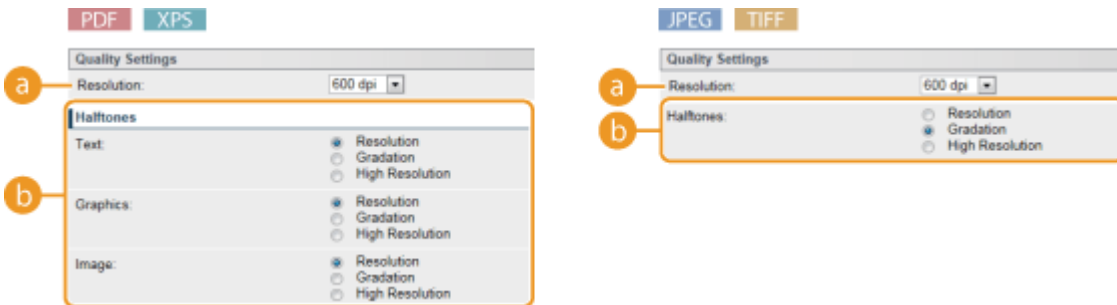 PDF XPS
Quality Settings
a
Resolution: 600 dpi
b
Halftones
Text: Resolution
Gradation
High Resolution
Graphics: Resolution
Gradation
High Resolution
Image: Resolution
Gradation
High Resolution
JPEG TIFF
Quality Settings
a
Resolution: 600 dpi
b
Halftones: Resolution
Gradation
High Resolution